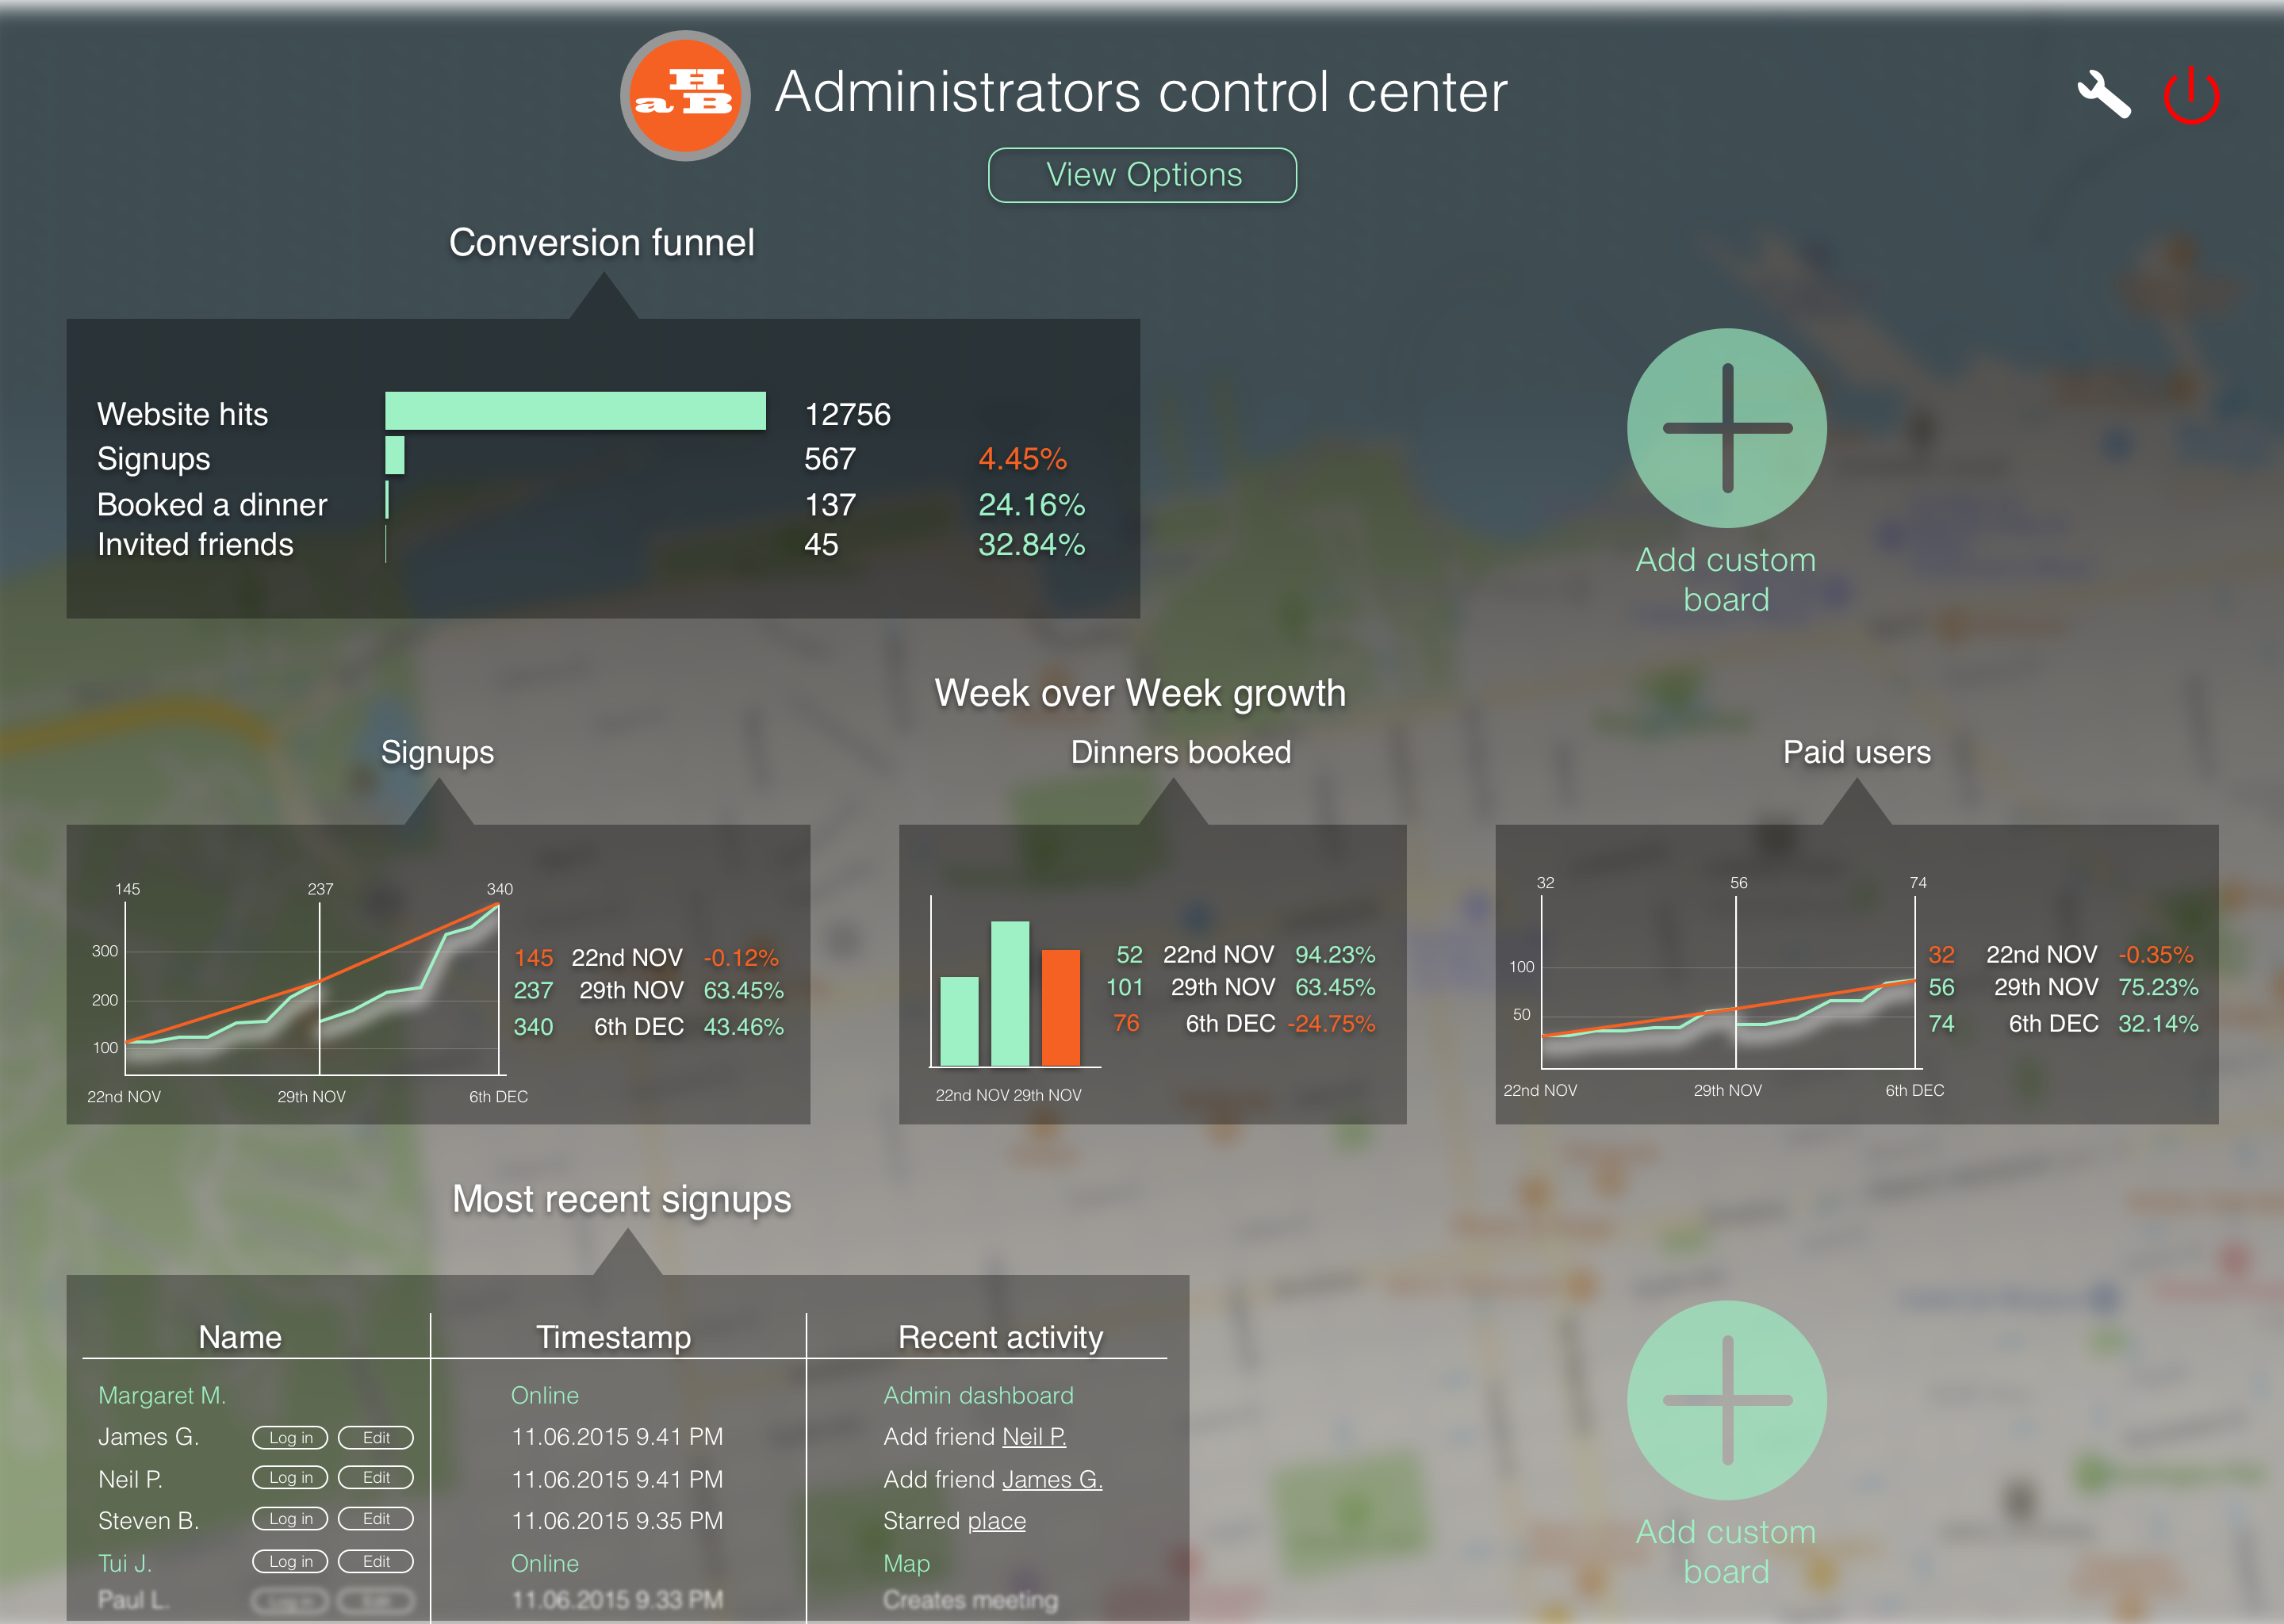 H
aB
Administrators control center
View Options
Conversion funnel
Website hits 12756
Signups 567 4.45%
Booked a dinner 137 24.16%
Invited friends 45 32.84%
Add custom
board
Week over Week growth
Signups
Dinners booked
Paid users
145 237 340
300
200
100
22nd NOV 29th NOV 6th DEC
145 22nd NOV -0.12%
237 29th NOV 63.45%
340 6th DEC 43.46%
22nd NOV 29th NOV
52 22nd NOV 94.23%
101 29th NOV 63.45%
76 6th DEC -24.75%
32 56 74
100
50
22nd NOV 29th NOV 6th DEC
32 22nd NOV -0.35%
56 29th NOV 75.23%
74 6th DEC 32.14%
Most recent signups
Name Timestamp Recent activity
Margaret M. Online Admin dashboard
James G. Log in Edit 11.06.2015 9.41 PM Add friend Neil P.
Neil P. Log in Edit 11.06.2015 9.41 PM Add friend James G.
Steven B. Log in Edit 11.06.2015 9.35 PM Starred place
Tui J. Log in Edit Online Map
Paul L. Log in Edit 11.06.2015 9.33 PM Creates meeting
Add custom
board